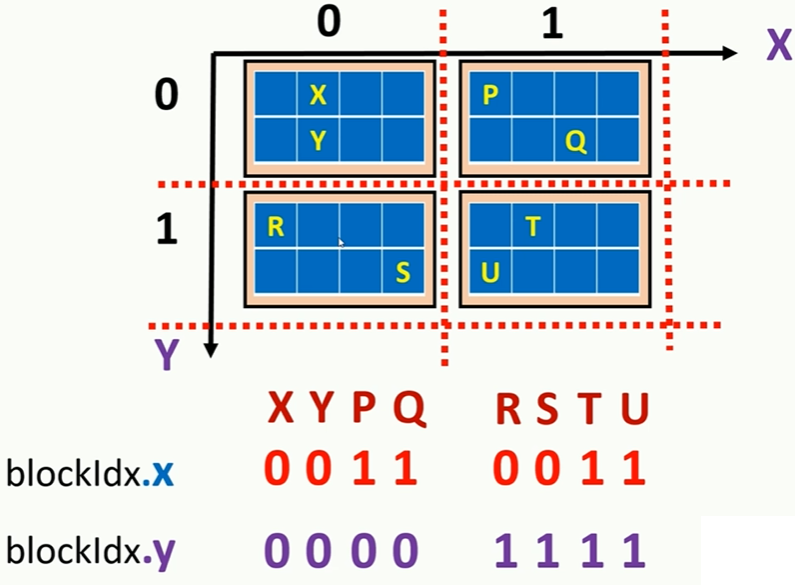 0 1
X
0
X P
Y Q
1
R T
S U
Y
X Y P Q R S T U
blockIdx.x 0 0 1 1 0 0 1 1
blockIdx.y 0 0 0 0 1 1 1 1